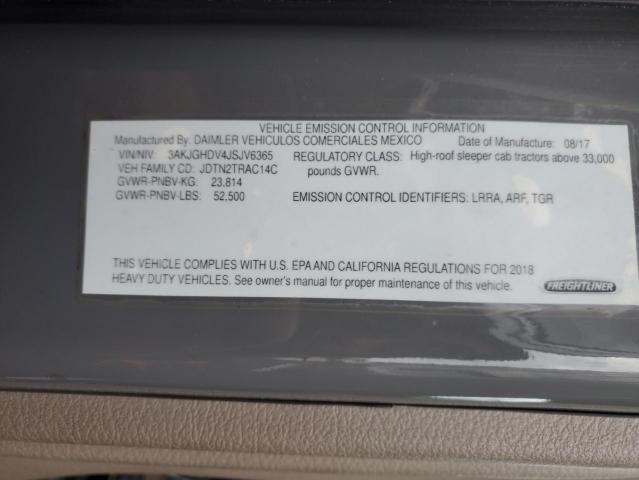 VEHICLE EMISSION CONTROL INFORMATION
Manufactured By: DAIMLER VEHICULOS COMERCIALES MEXICO Date of Manufacture: 08/17
VIN/NIV: 3AKJGHDV4JSJV6365 REGULATORY CLASS: High-roof sleeper cab tractors above 33,000
VEH FAMILY CD: JDTN2TRAC14C pounds GVWR.
GVWR-PNBV-KG: 23,814
GVWR-PNBV-LBS: 52,500 EMISSION CONTROL IDENTIFIERS: LRRA, ARF, TGR
THIS VEHICLE COMPLIES WITH U.S. EPA AND CALIFORNIA REGULATIONS FOR 2018
HEAVY DUTY VEHICLES. See owner's manual for proper maintenance of this vehicle. FREIGHTLINER